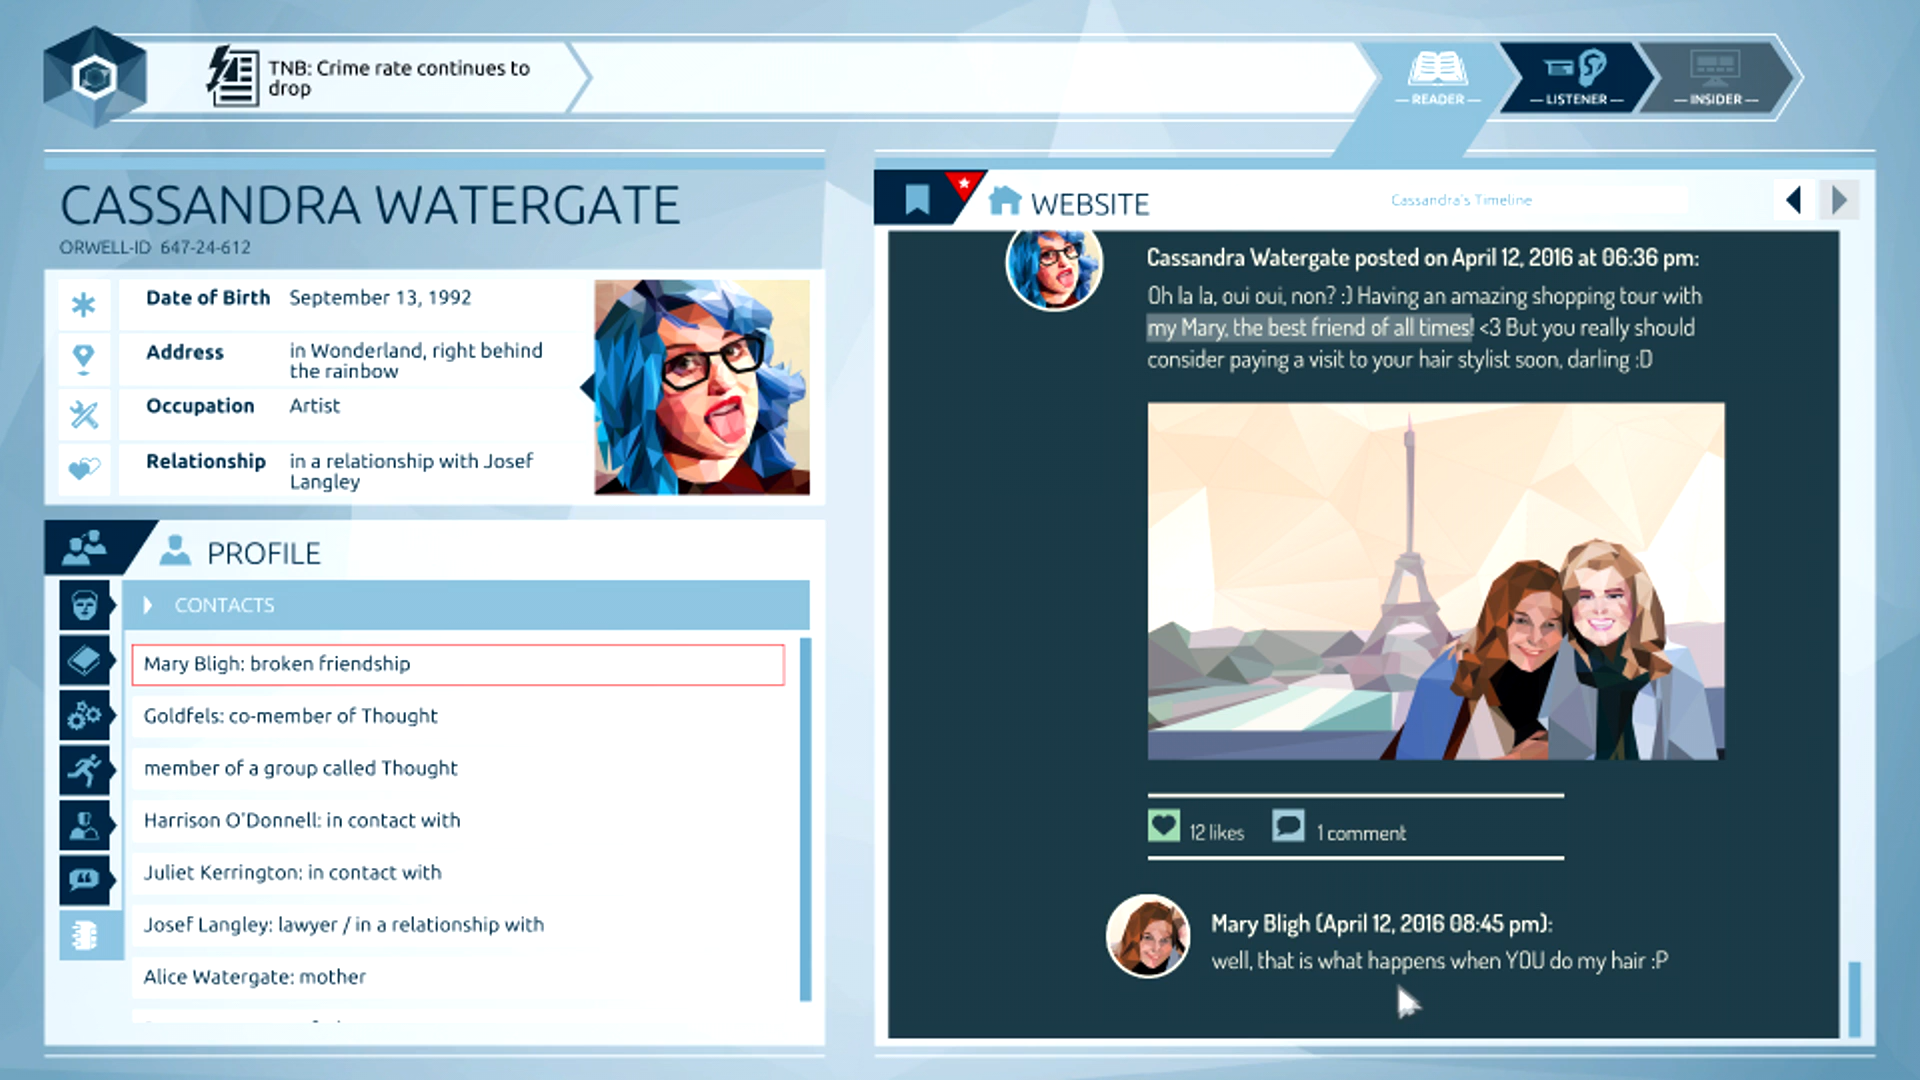 TNB: Crime rate continues to
drop
READER
LISTENER
INSIDER
CASSANDRA WATERGATE
ORWELL-ID 647-24-612
Date of Birth September 13, 1992
Address in Wonderland, right behind
the rainbow
Occupation Artist
Relationship in a relationship with Josef
Langley
PROFILE
CONTACTS
Mary Bligh: broken friendship
Goldfels: co-member of Thought
member of a group called Thought
Harrison O'Donnell: in contact with
Juliet Kerrington: in contact with
Josef Langley: lawyer / in a relationship with
Alice Watergate: mother
WEBSITE
Cassandra's Timeline
Cassandra Watergate posted on April 12, 2016 at 06:36 pm:
Oh la la, oui oui, non? :) Having an amazing shopping tour with
my Mary, the best friend of all times! <3 But you really should
consider paying a visit to your hair stylist soon, darling :D
12 likes 1 comment
Mary Bligh (April 12, 2016 08:45 pm):
well, that is what happens when YOU do my hair :P